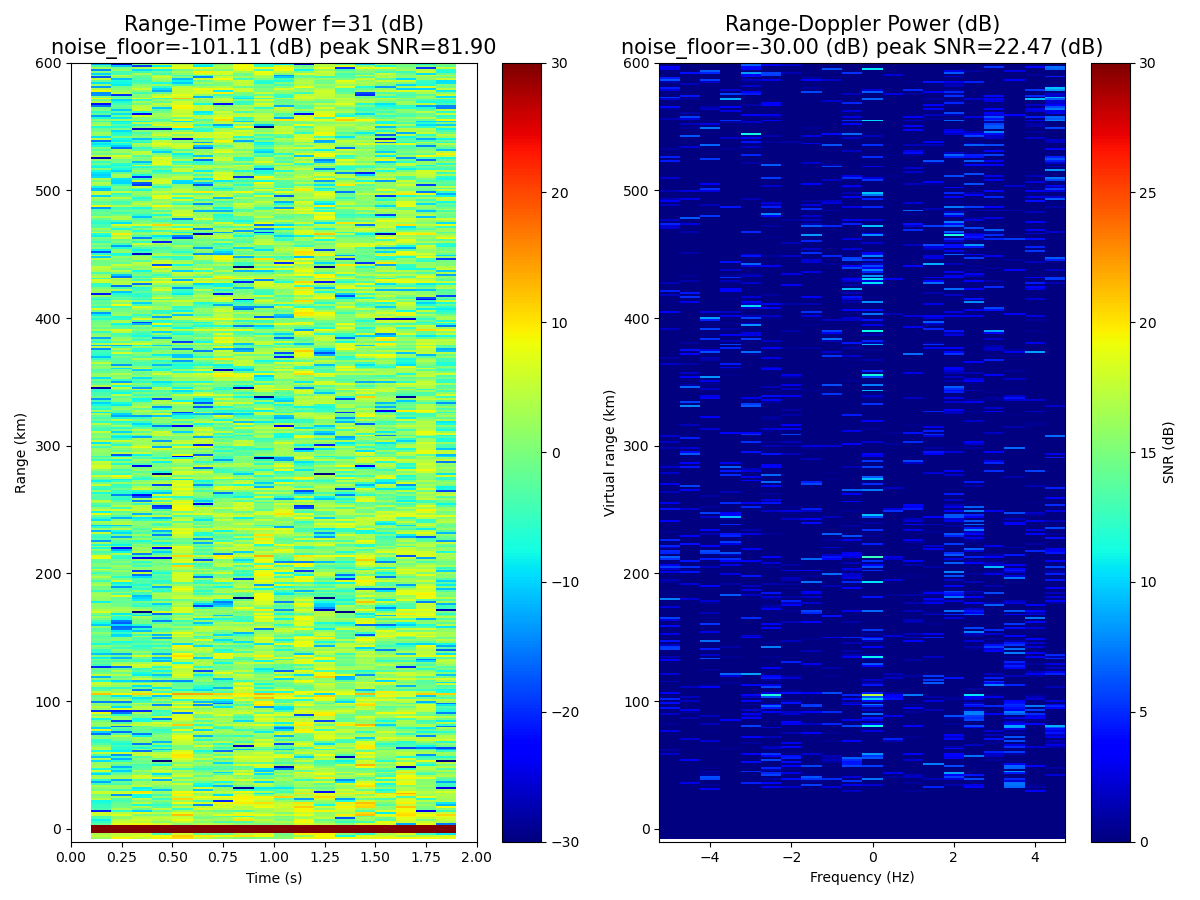 Range-Time Power f=31 (dB)
noise_floor=-101.11 (dB) peak SNR=81.90
Range (km)
600
500
400
300
200
100
0
0.00 0.25 0.50 0.75 1.00 1.25 1.50 1.75 2.00
Time (s)
30
20
10
0
−10
−20
−30
Range-Doppler Power (dB)
noise_floor=-30.00 (dB) peak SNR=22.47 (dB)
Virtual range (km)
600
500
400
300
200
100
0
−4 −2 0 2 4
Frequency (Hz)
30
25
20
15
10
5
0
SNR (dB)